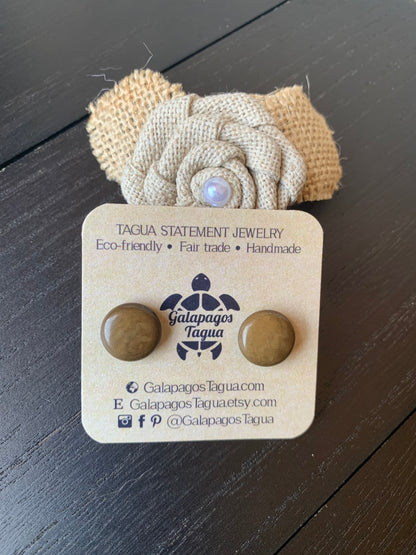 TAGUA STATEMENT JEWELRY
Eco-friendly • Fair trade • Handmade
Galapagos
Tagua
GalapagosTagua.com
E GalapagosTagua.etsy.com
@GalapagosTagua